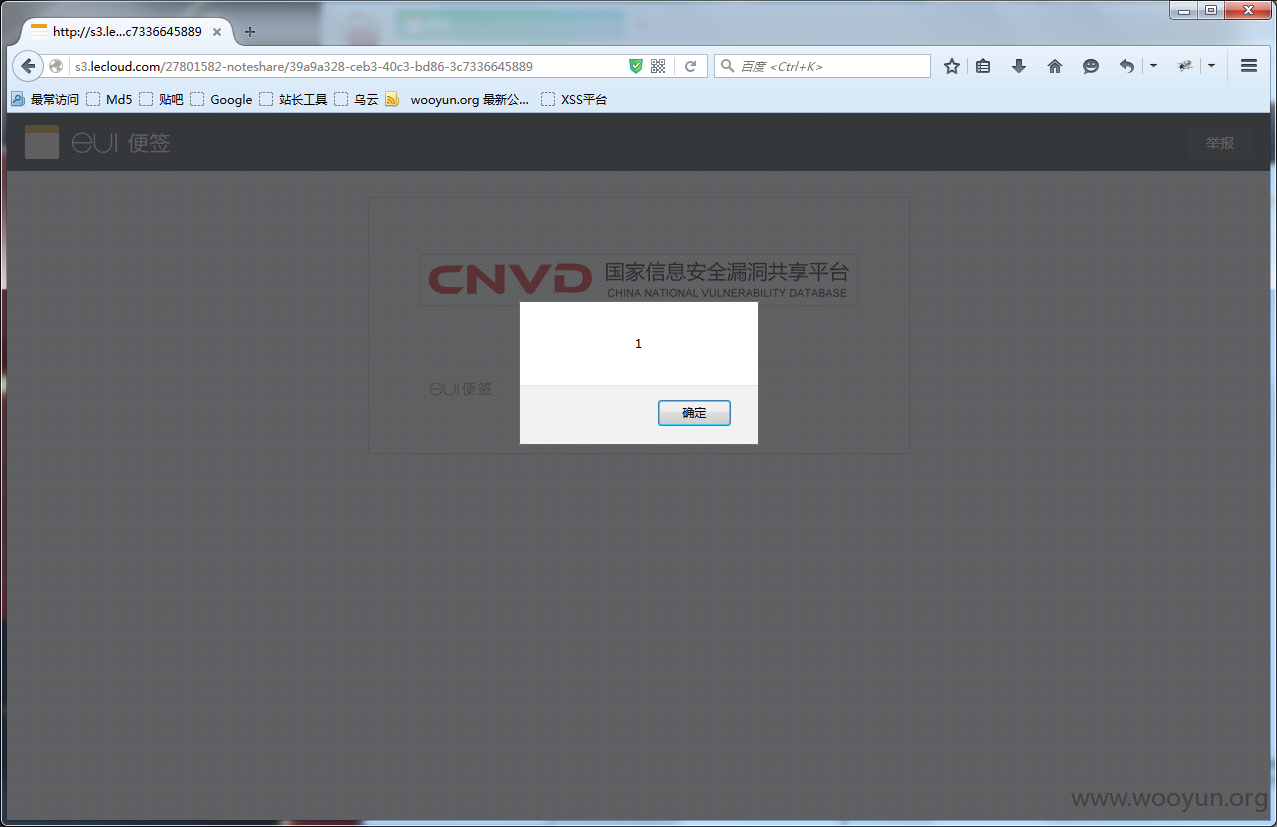 http://s3.le...c7336645889
s3.lecloud.com/27801582-noteshare/39a9a328-ceb3-40c3-bd86-3c7336645889
百度 <Ctrl+K>
最常访问 Md5 贴吧 Google 站长工具 乌云 wooyun.org 最新公... XSS平台
eUI 便签
举报
CNVD 国家信息安全漏洞共享平台
CHINA NATIONAL VULNERABILITY DATABASE
1
eUI 便签
确定
www.wooyun.org